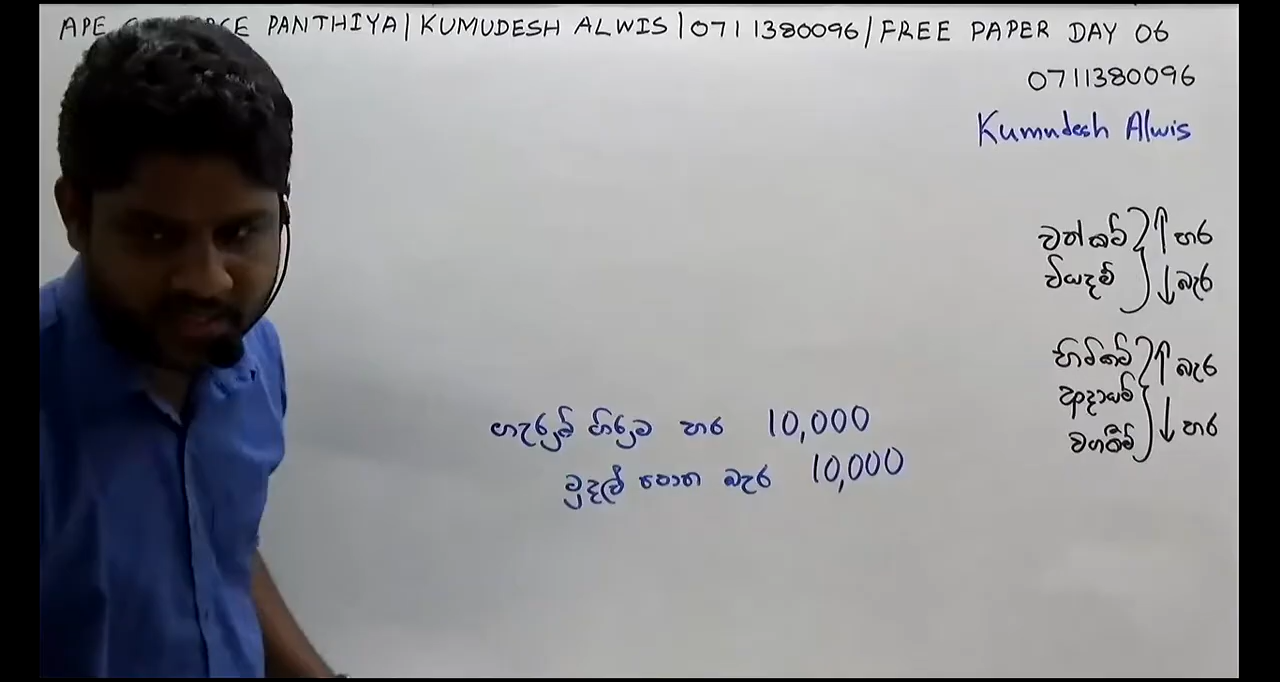 APE PANTHIYA | KUMUDESH ALWIS | 0711380096 / FREE PAPER DAY 06
0711380096
Kumudesh Alwis
වත්කම් ↑ හර
වියදම් ↓ බැර
හිමිකම් ↑ බැර
ආදායම්
වගකීම් ↓ හර
ගැරුම් හිරුම හර 10,000
මුදල් පොත බැර 10,000